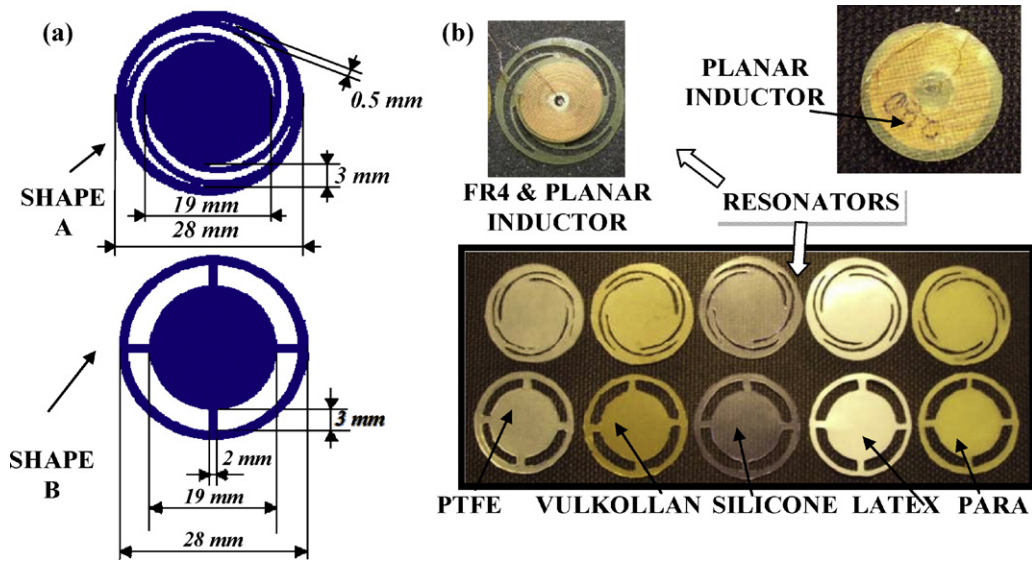 (a)
0.5 mm
3 mm
SHAPE
A
19 mm
28 mm
3 mm
SHAPE
B
2 mm
19 mm
28 mm
(b)
PLANAR
INDUCTOR
FR4 & PLANAR
INDUCTOR
RESONATORS
PTFE VULKOLLAN SILICONE LATEX PARA